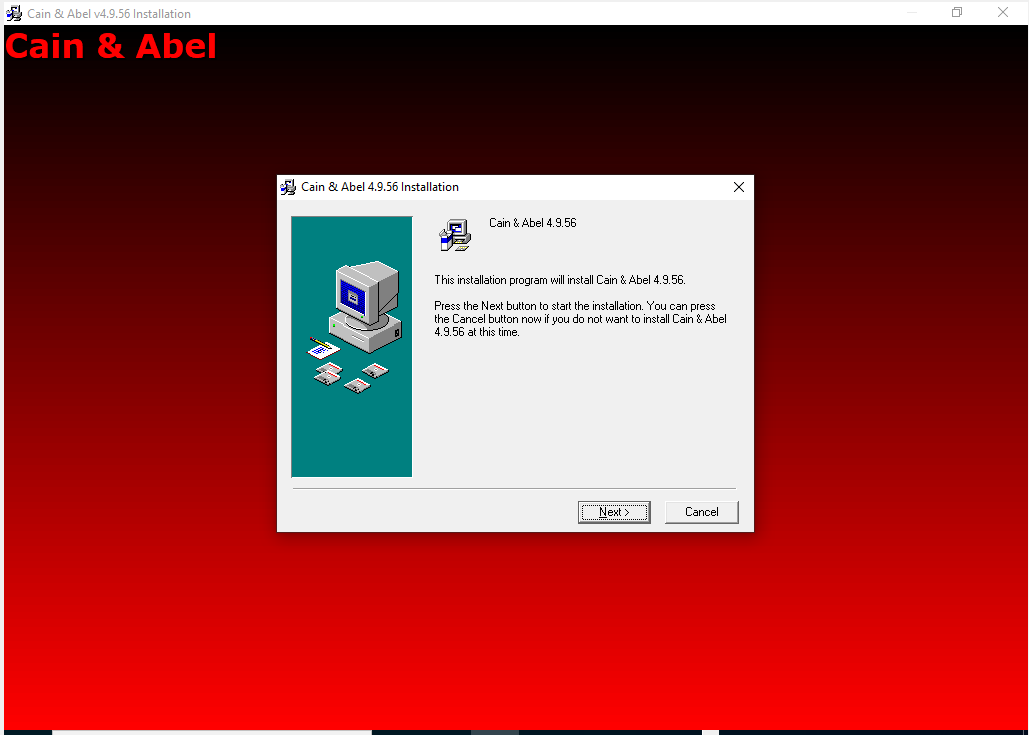 Cain & Abel v4.9.56 Installation
Cain & Abel
Cain & Abel 4.9.56 Installation
Cain & Abel 4.9.56
This installation program will install Cain & Abel 4.9.56.
Press the Next button to start the installation. You can press
the Cancel button now if you do not want to install Cain & Abel
4.9.56 at this time.
Next >
Cancel